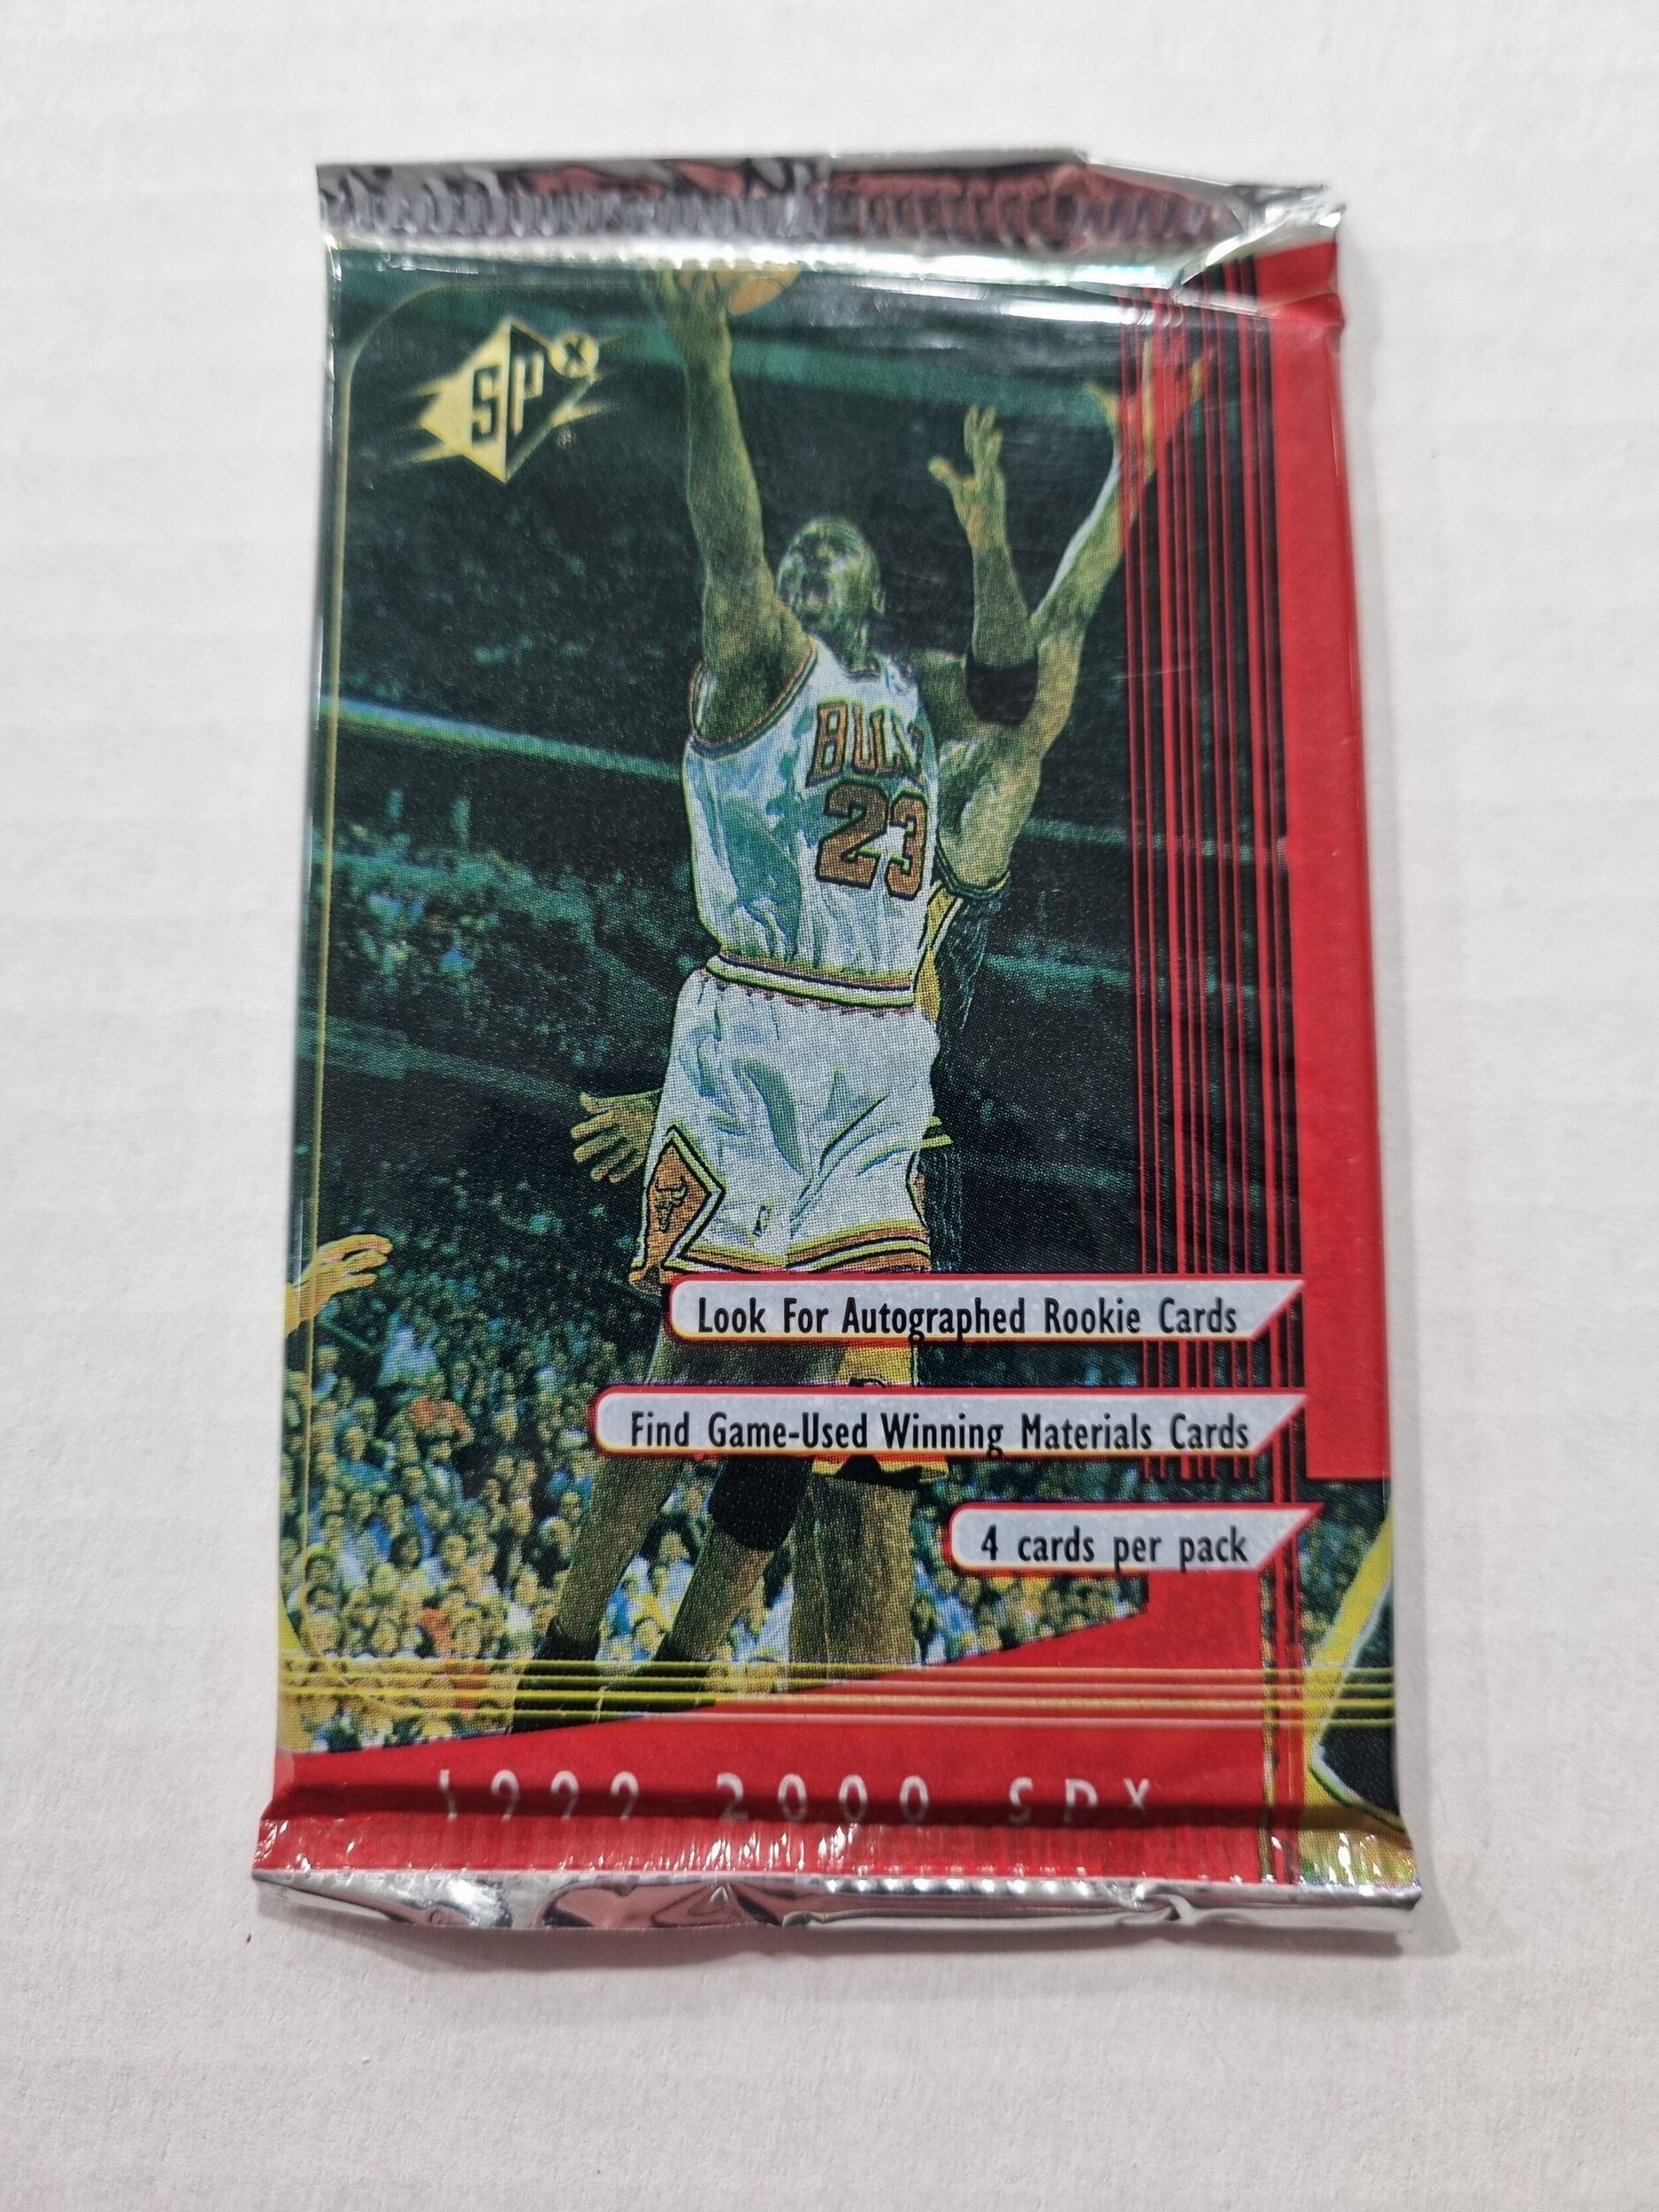 SPx
®
BULLS
23
Look For Autographed Rookie Cards
Find Game-Used Winning Materials Cards
4 cards per pack
1999 2000 SPX